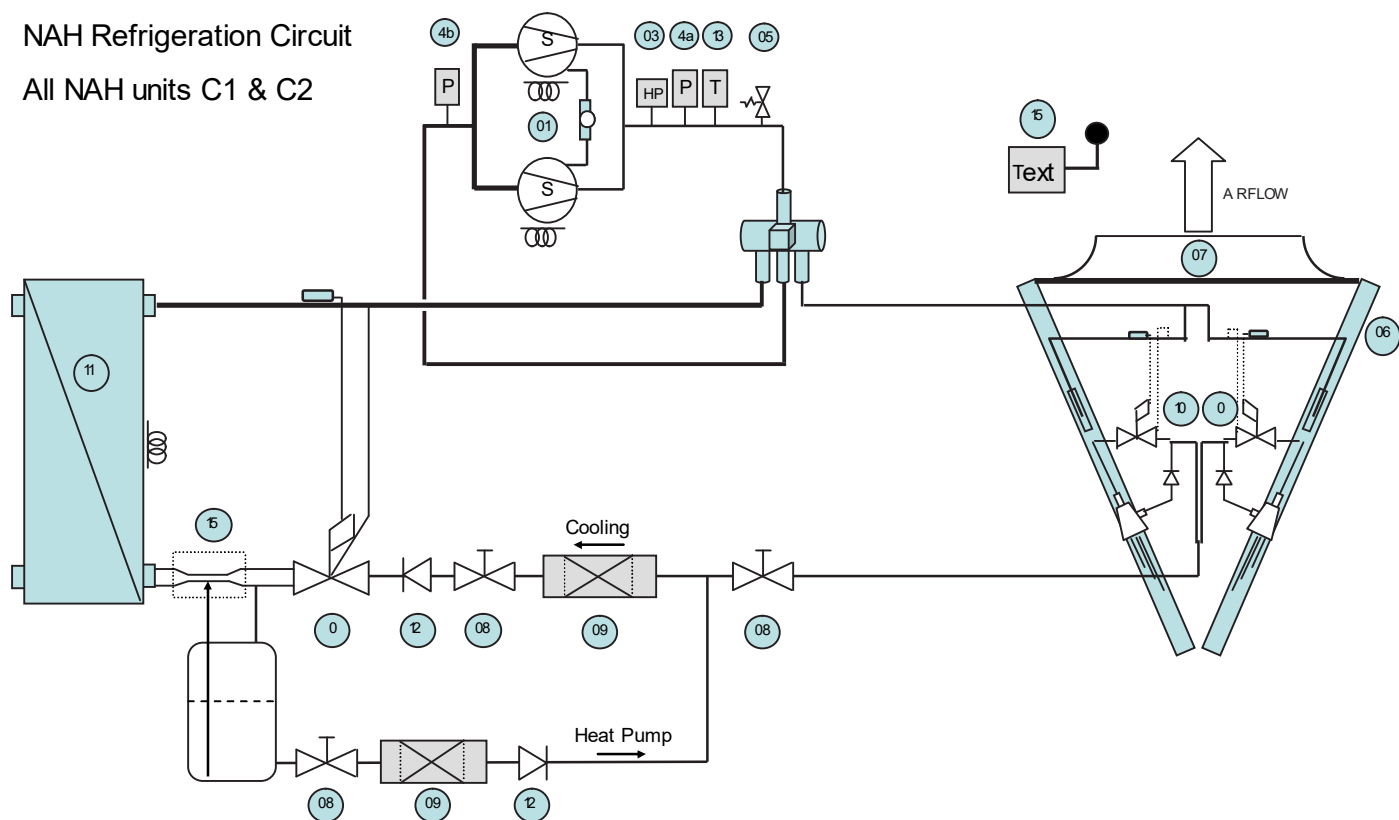 NAH Refrigeration Circuit
All NAH units C1 & C2
4b
S
03
4a
13
05
P
HP
P
T
01
15
S
Text
A RFLOW
07
06
11
10
0
15
Cooling
0
12
08
09
08
Heat Pump
08
09
12